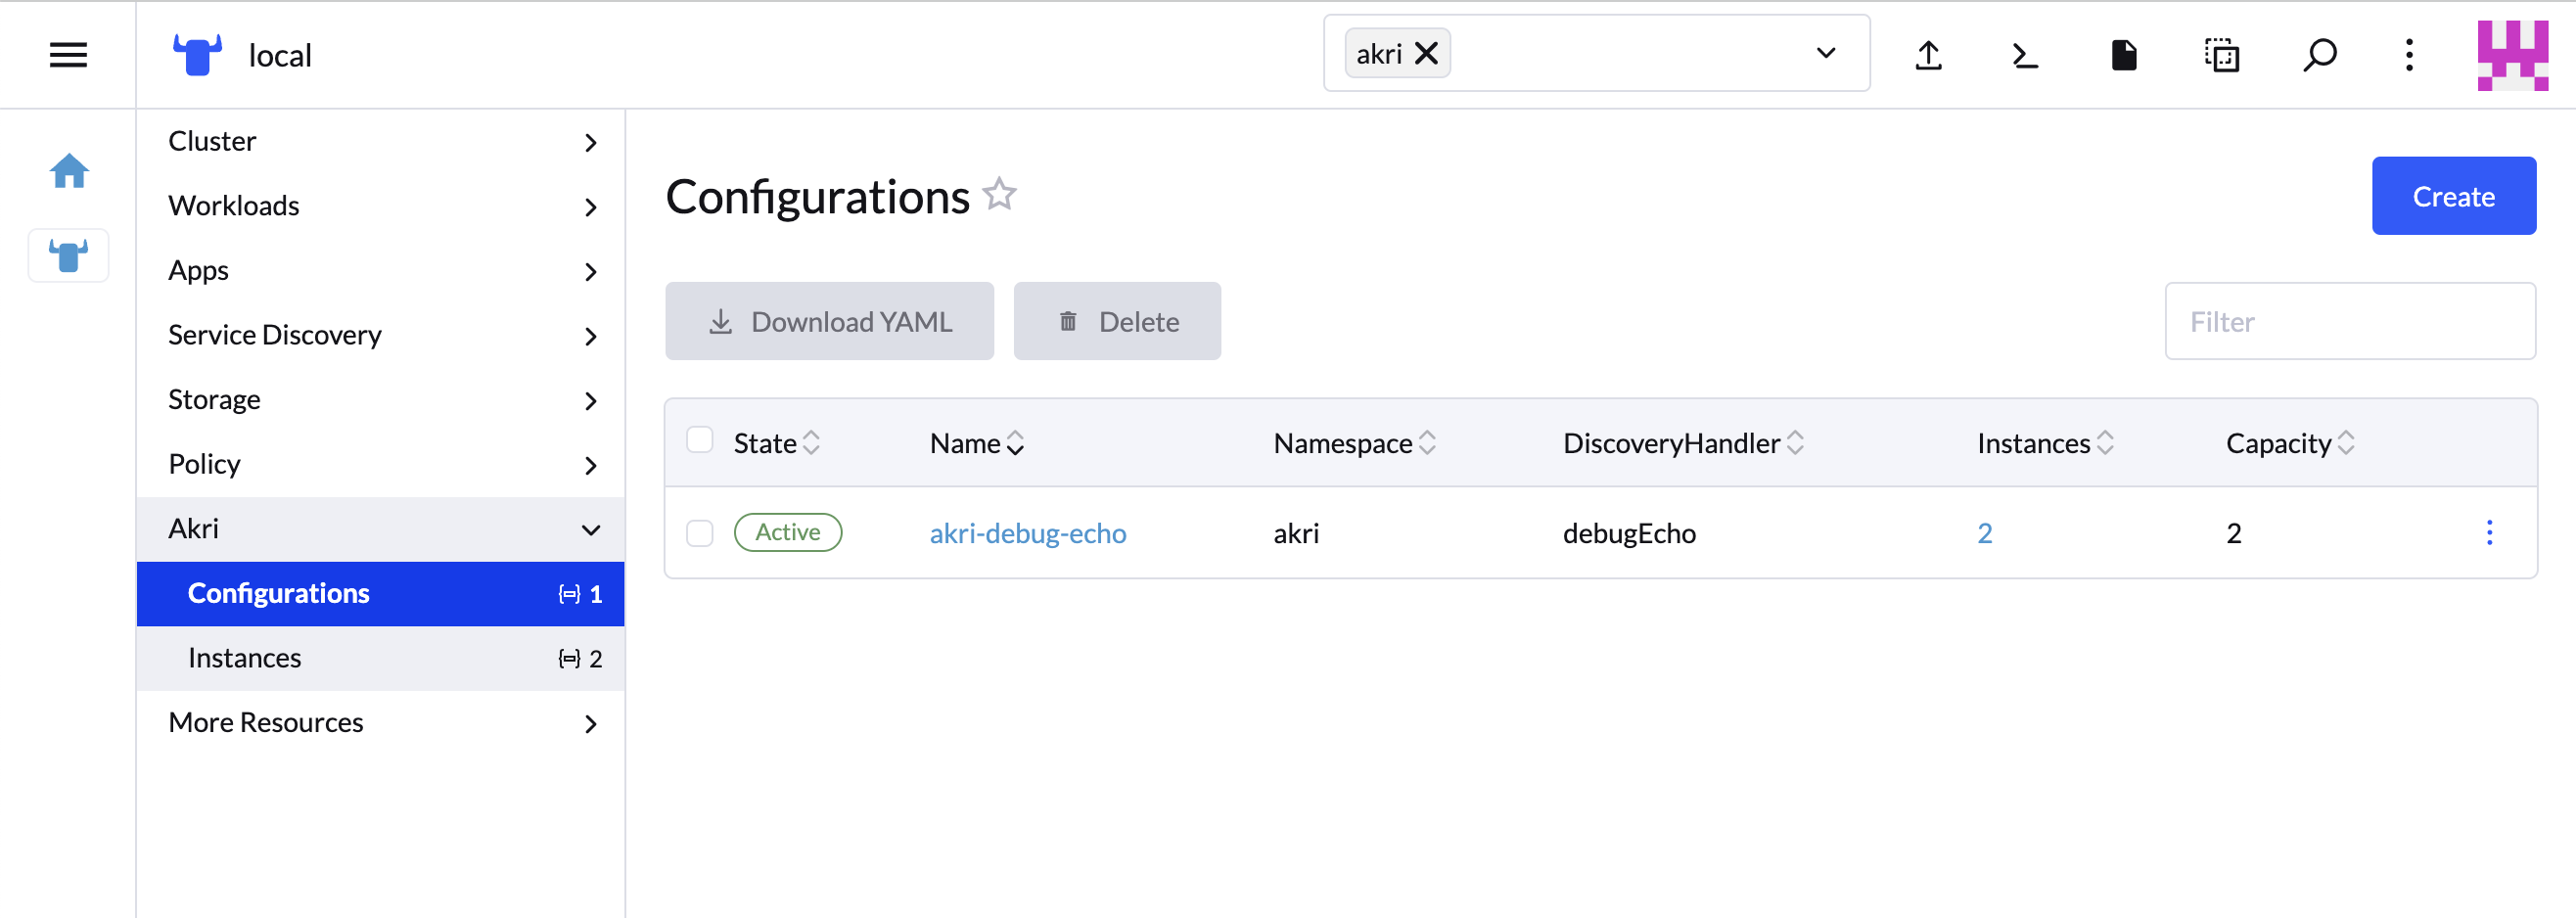 local
akri
Cluster
Workloads
Apps
Service Discovery
Storage
Policy
Akri
Configurations 1
Instances 2
More Resources
Configurations
Create
Download YAML
Delete
Filter
State Name Namespace DiscoveryHandler Instances Capacity
Active akri-debug-echo akri debugEcho 2 2